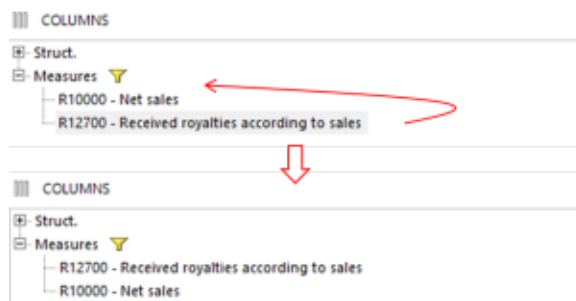 COLUMNS
Struct.
Measures
R10000 - Net sales
R12700 - Received royalties according to sales
COLUMNS
Struct.
Measures
R12700 - Received royalties according to sales
R10000 - Net sales